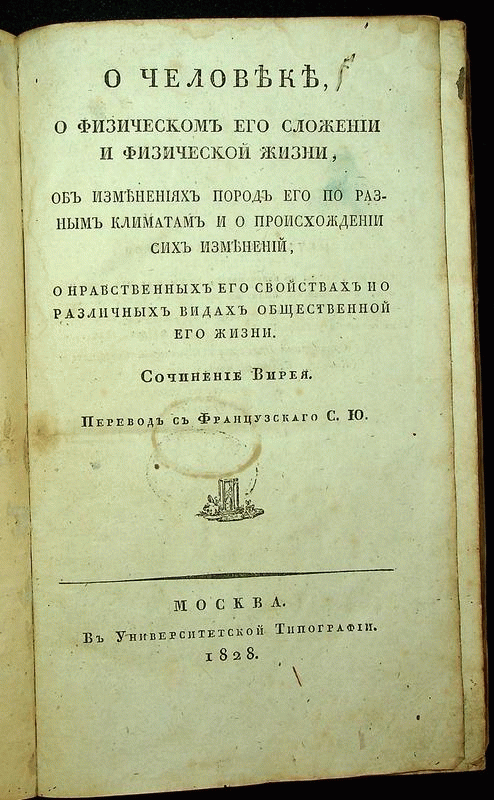 О ЧЕЛОВѢКѢ,
О ФИЗИЧЕСКОМЪ ЕГО СЛОЖЕНІИ
И ФИЗИЧЕСКОЙ ЖИЗНИ,
ОБЪ ИЗМѢНЕНІЯХЪ ПОРОДЪ ЕГО ПО РАЗ-
НЫМЪ КЛИМАТАМЪ И О ПРОИСХОЖДЕНІИ
СИХЪ ИЗМѢНЕНІЙ,
О НРАВСТВЕННЫХЪ ЕГО СВОЙСТВАХЪ И О
РАЗЛИЧНЫХЪ ВИДАХЪ ОБЩЕСТВЕННОЙ
ЕГО ЖИЗНИ.
Сочиненіе Вирея.
Переводъ съ Французскаго С. Ю.
МОСКВА.
Въ Университетской Типографіи.
1828.